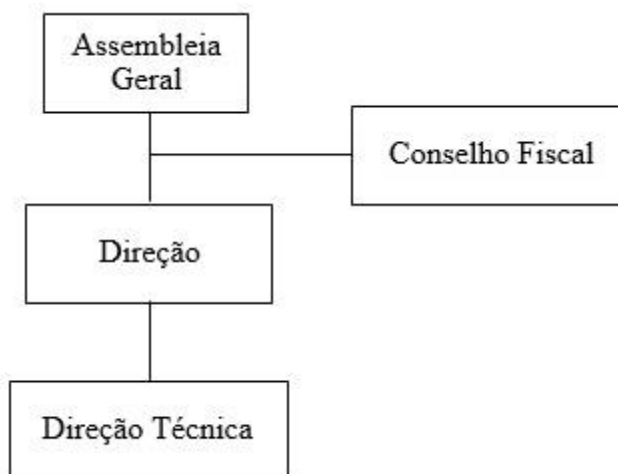 Assembleia
Geral
Conselho Fiscal
Direção
Direção Técnica